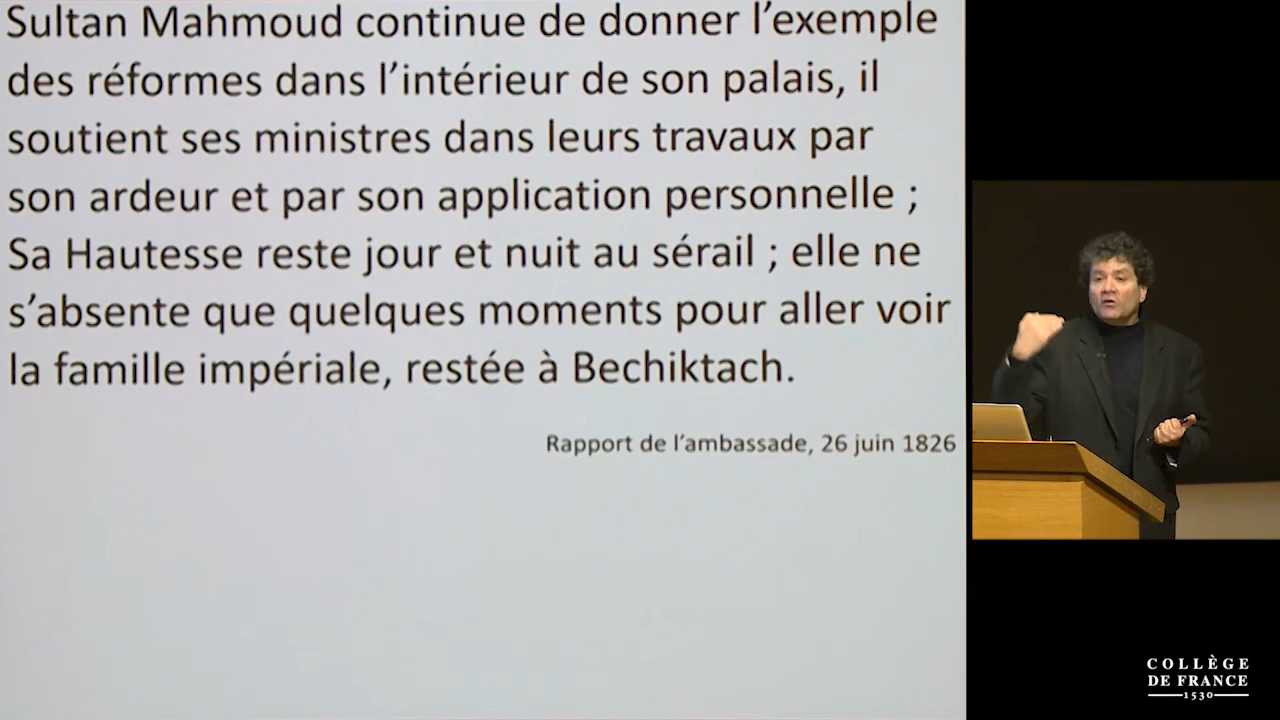 Sultan Mahmoud continue de donner l’exemple
des réformes dans l’intérieur de son palais, il
soutient ses ministres dans leurs travaux par
son ardeur et par son application personnelle ;
Sa Hautesse reste jour et nuit au sérail ; elle ne
s’absente que quelques moments pour aller voir
la famille impériale, restée à Bechiktach.
Rapport de l’ambassade, 26 juin 1826
COLLÈGE
DE FRANCE
1530